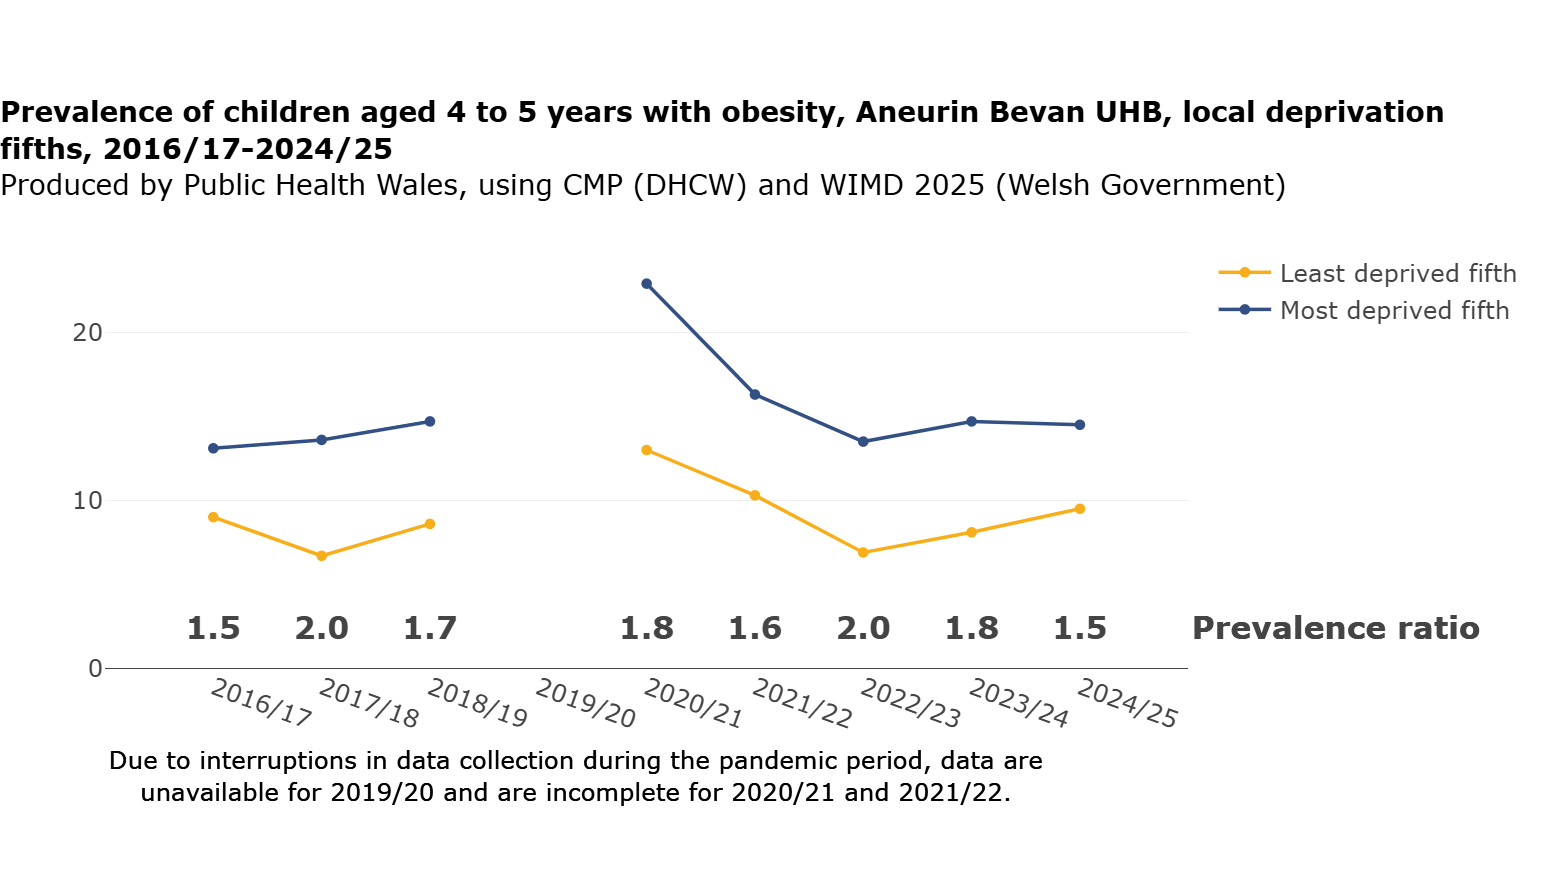 Prevalence of children aged 4 to 5 years with obesity, Aneurin Bevan UHB, local deprivation
fifths, 2016/17-2024/25
Produced by Public Health Wales, using CMP (DHCW) and WIMD 2025 (Welsh Government)
Least deprived fifth
Most deprived fifth
20
10
1.5 2.0 1.7 1.8 1.6 2.0 1.8 1.5 Prevalence ratio
0
2016/17 2017/18 2018/19 2019/20 2020/21 2021/22 2022/23 2023/24 2024/25
Due to interruptions in data collection during the pandemic period, data are
unavailable for 2019/20 and are incomplete for 2020/21 and 2021/22.